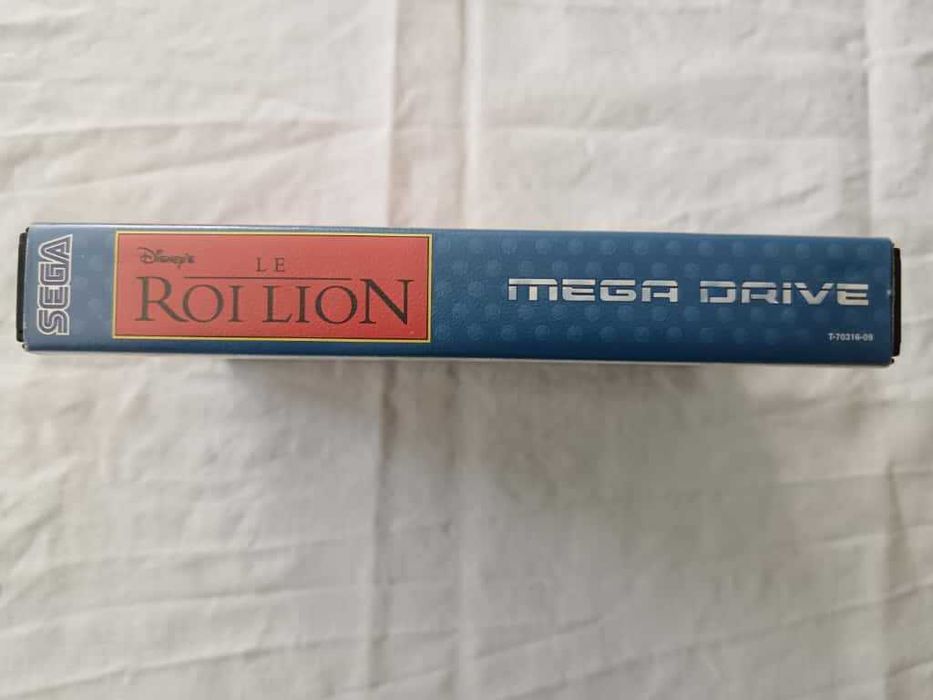 SEGA
Disney's
LE
ROI LION
MEGA DRIVE
T-70316-09